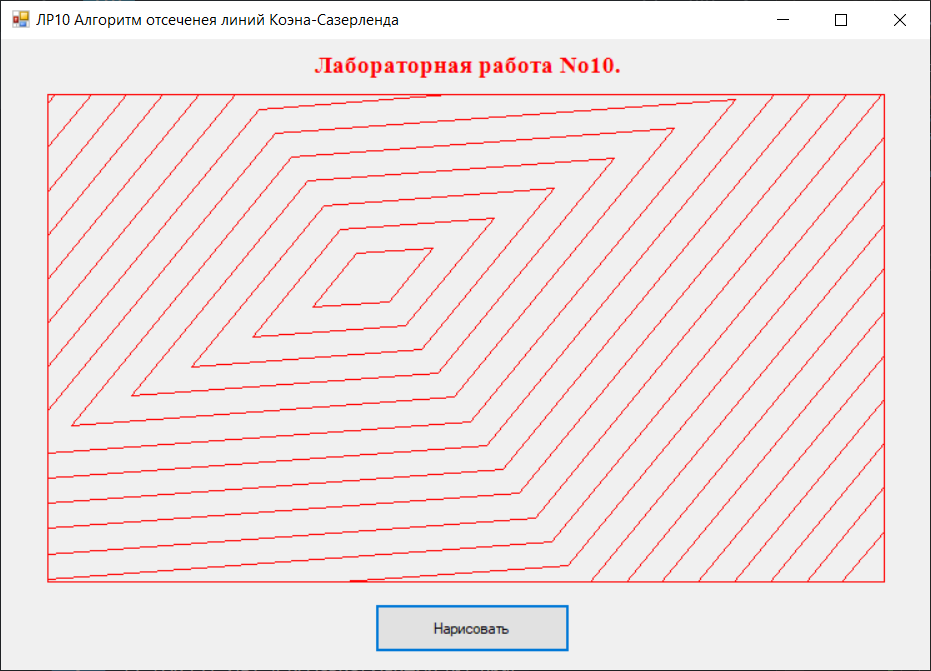 ЛР10 Алгоритм отсеченея линий Коэна-Сазерленда
Лабораторная работа No10.
Нарисовать